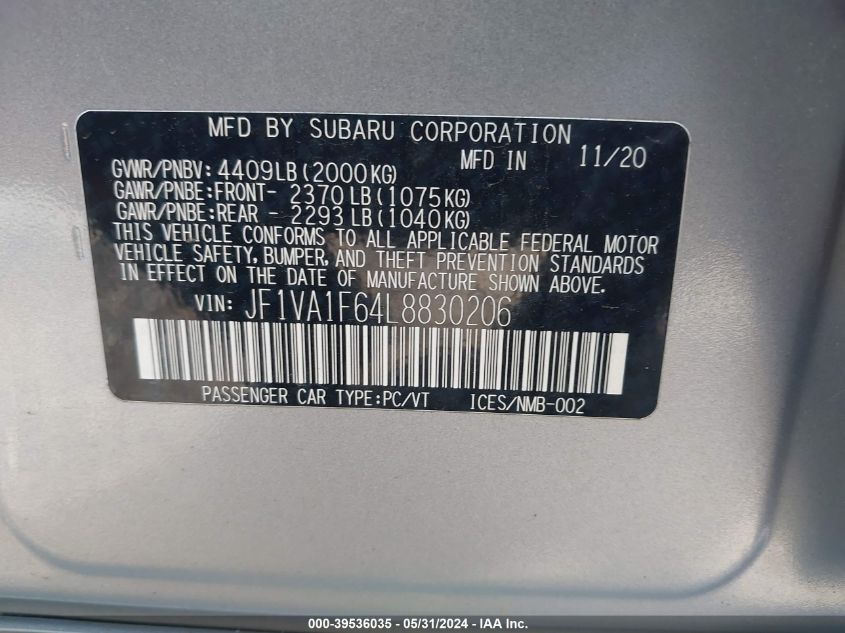 MFD BY SUBARU CORPORATION
MFD IN 11/20
GVWR/PNBV: 4409LB(2000KG)
GAWR/PNBE:FRONT- 2370LB(1075KG)
GAWR/PNBE:REAR - 2293LB(1040KG)
THIS VEHICLE CONFORMS TO ALL APPLICABLE FEDERAL MOTOR
VEHICLE SAFETY, BUMPER, AND THEFT PREVENTION STANDARDS
IN EFFECT ON THE DATE OF MANUFACTURE SHOWN ABOVE.
VIN: JF1VA1F64L8830206
PASSENGER CAR TYPE:PC/VT ICES/NMB-002
000-39536035 - 05/31/2024 - IAA Inc.